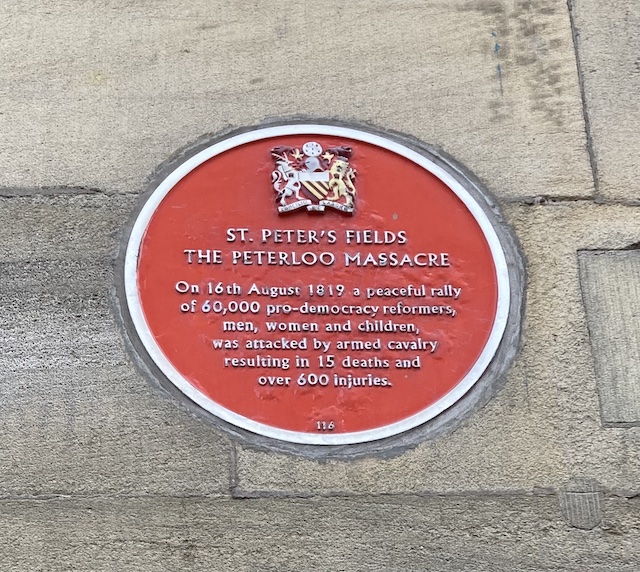 ST. PETER'S FIELDS
THE PETERLOO MASSACRE
On 16th August 1819 a peaceful rally
of 60,000 pro-democracy reformers,
men, women and children,
was attacked by armed cavalry
resulting in 15 deaths and
over 600 injuries.
116